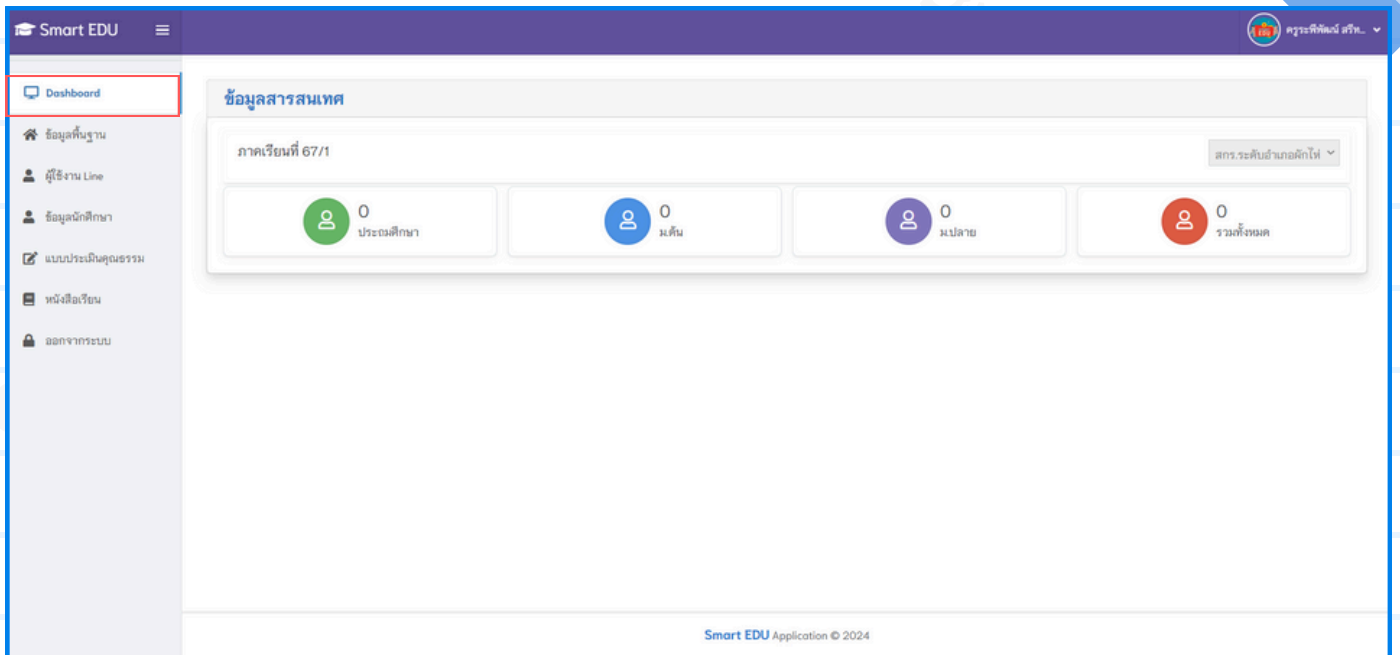 Smart EDU
ครูระพีพัฒน์ ศรีท...
Dashboard
ข้อมูลพื้นฐาน
ผู้ใช้งาน Line
ข้อมูลนักศึกษา
แบบประเมินคุณธรรม
หนังสือเรียน
ออกจากระบบ
ข้อมูลสารสนเทศ
ภาคเรียนที่ 67/1
สกร.ระดับอำเภอผักไห่
0
ประถมศึกษา
0
ม.ต้น
0
ม.ปลาย
0
รวมทั้งหมด
Smart EDU Application © 2024